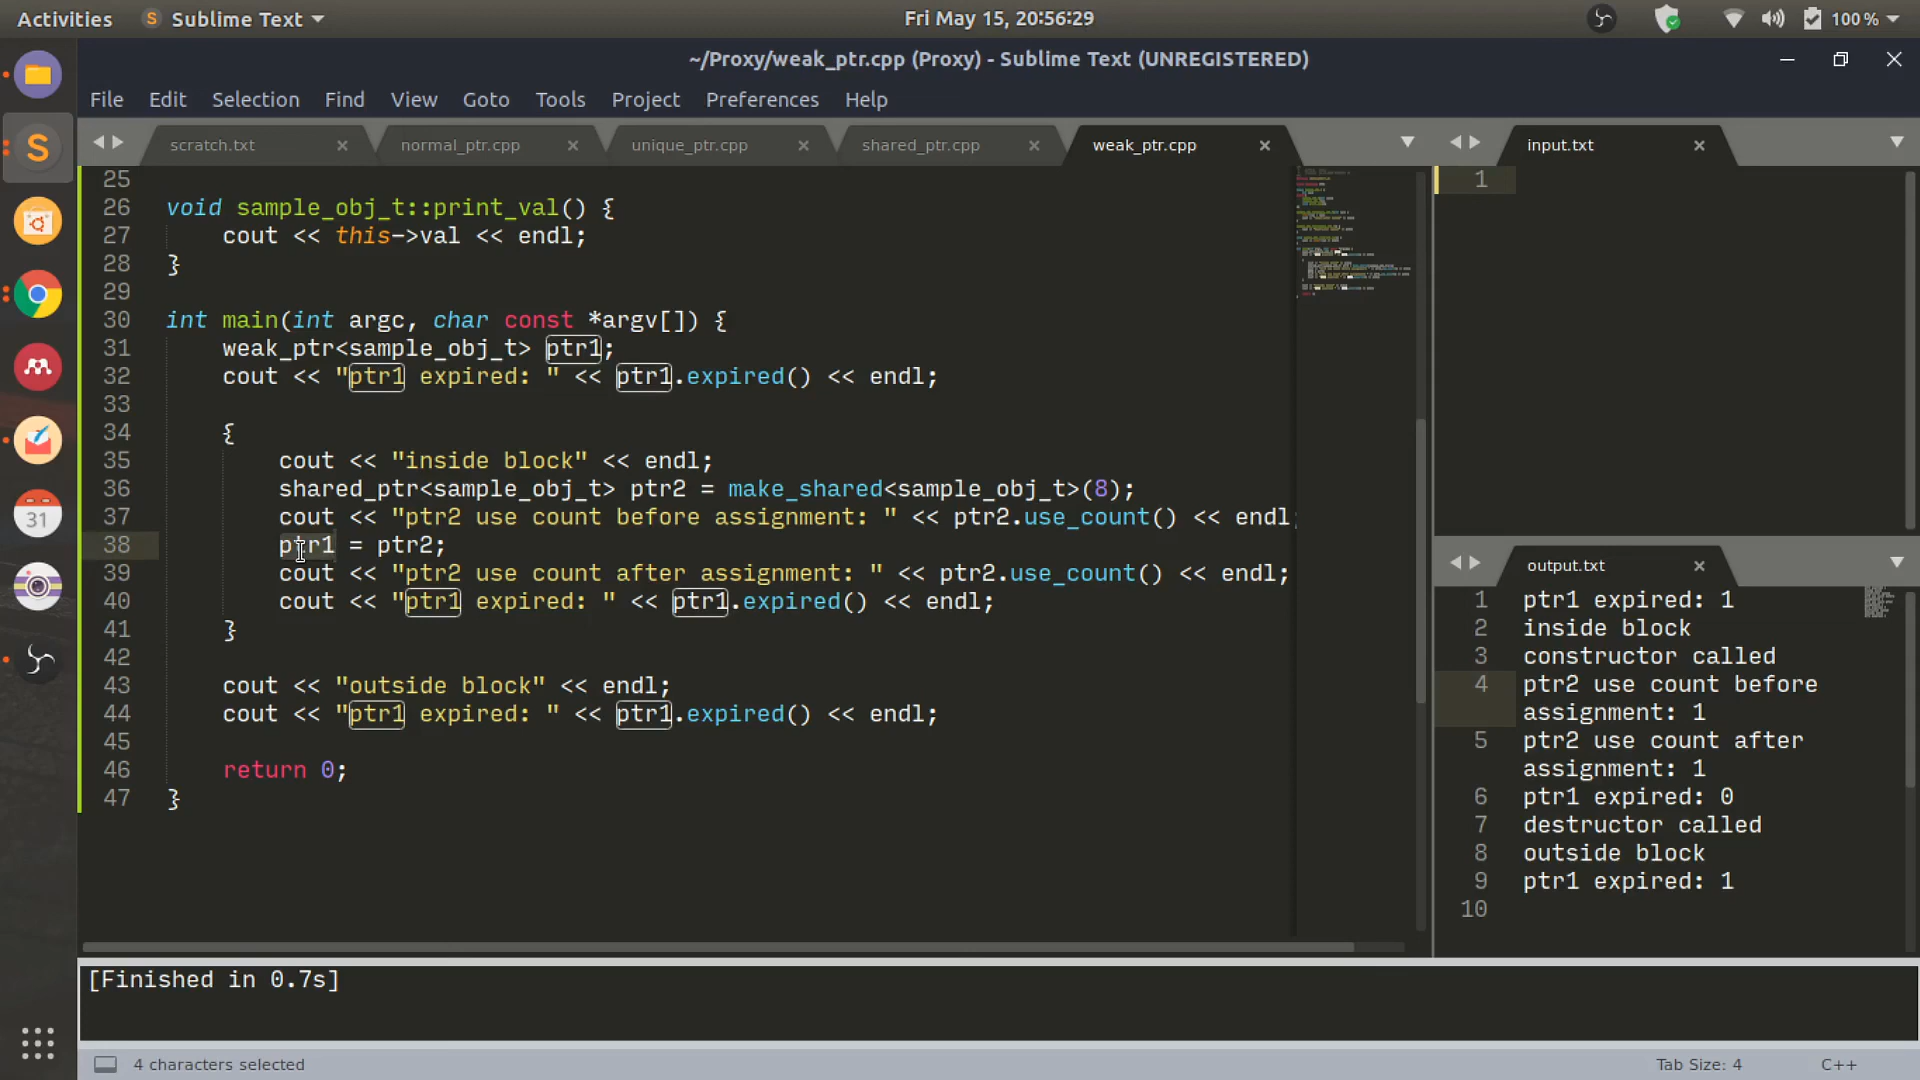 Activities
Sublime Text
Fri May 15, 20:56:29
100 %
~/Proxy/weak_ptr.cpp (Proxy) - Sublime Text (UNREGISTERED)
File Edit Selection Find View Goto Tools Project Preferences Help
scratch.txt
normal_ptr.cpp
unique_ptr.cpp
shared_ptr.cpp
weak_ptr.cpp
25
26 void sample_obj_t::print_val() {
27 cout << this->val << endl;
28 }
29
30 int main(int argc, char const *argv[]) {
31 weak_ptr<sample_obj_t> ptr1;
32 cout << "ptr1 expired: " << ptr1.expired() << endl;
33
34 {
35 cout << "inside block" << endl;
36 shared_ptr<sample_obj_t> ptr2 = make_shared<sample_obj_t>(8);
37 cout << "ptr2 use count before assignment: " << ptr2.use_count() << endl;
38 ptr1 = ptr2;
39 cout << "ptr2 use count after assignment: " << ptr2.use_count() << endl;
40 cout << "ptr1 expired: " << ptr1.expired() << endl;
41 }
42
43 cout << "outside block" << endl;
44 cout << "ptr1 expired: " << ptr1.expired() << endl;
45
46 return 0;
47 }
input.txt
1
output.txt
1 ptr1 expired: 1
2 inside block
3 constructor called
4 ptr2 use count before
assignment: 1
5 ptr2 use count after
assignment: 1
6 ptr1 expired: 0
7 destructor called
8 outside block
9 ptr1 expired: 1
10
[Finished in 0.7s]
4 characters selected
Tab Size: 4
C++
S
31